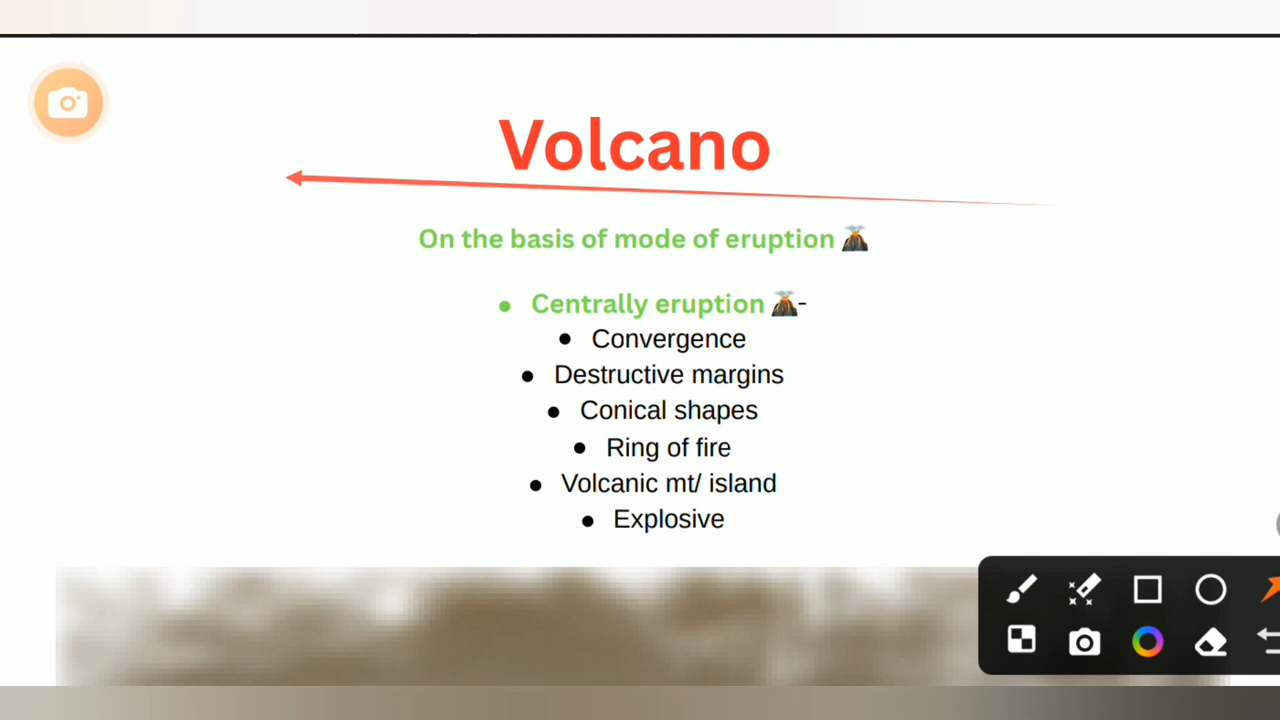 Volcano
On the basis of mode of eruption 🌋
• Centrally eruption 🌋-
• Convergence
• Destructive margins
• Conical shapes
• Ring of fire
• Volcanic mt/ island
• Explosive